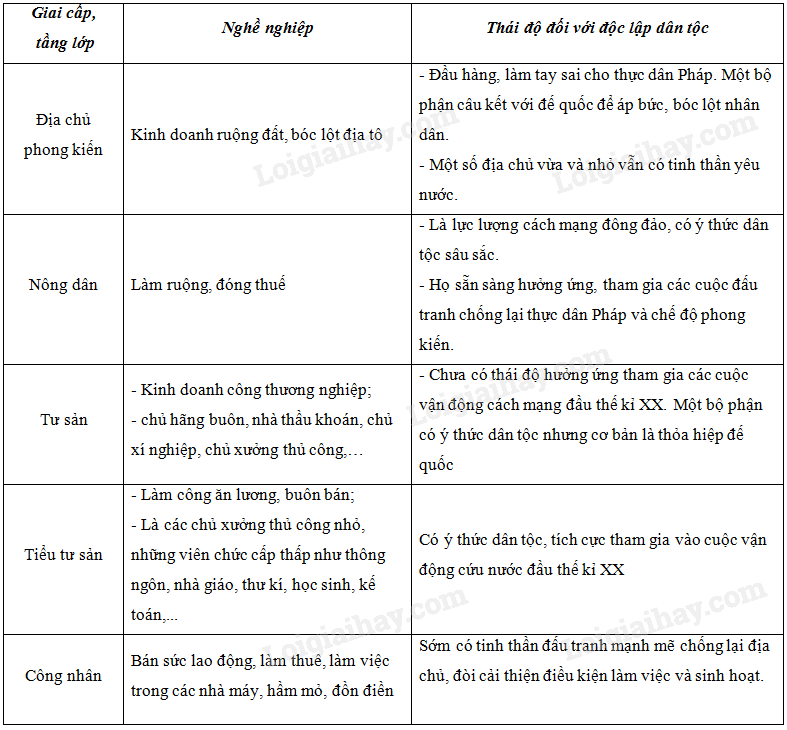 Giai cấp, tầng lớp
Nghề nghiệp
Thái độ đối với độc lập dân tộc
Địa chủ
phong kiến
Kinh doanh ruộng đất, bóc lột địa tô
- Đầu hàng, làm tay sai cho thực dân Pháp. Một bộ
phận câu kết với đế quốc để áp bức, bóc lột nhân
dân.
- Một số địa chủ vừa và nhỏ vẫn có tinh thần yêu
nước.
Loigiaihay.com
Loigiaihay.com
Nông dân
Làm ruộng, đóng thuế
- Là lực lượng cách mạng đông đảo, có ý thức dân
tộc sâu sắc.
- Họ sẵn sàng hưởng ứng, tham gia các cuộc đấu
tranh chống lại thực dân Pháp và chế độ phong
kiến.
Tư sản
- Kinh doanh công thương nghiệp;
- chủ hãng buôn, nhà thầu khoán, chủ
xí nghiệp, chủ xưởng thủ công,…
- Chưa có thái độ hưởng ứng tham gia các cuộc
vận động cách mạng đầu thế kỉ XX. Một bộ phận
có ý thức dân tộc nhưng cơ bản là thỏa hiệp đế
quốc
Loigiaihay.com
Tiểu tư sản
- Làm công ăn lương, buôn bán;
- Là các chủ xưởng thủ công nhỏ,
những viên chức cấp thấp như thông
ngôn, nhà giáo, thư kí, học sinh, kế
toán,...
Có ý thức dân tộc, tích cực tham gia vào cuộc vận
động cứu nước đầu thế kỉ XX
Loigiaihay.com
Loigiaihay.com
Công nhân
Bán sức lao động, làm thuê, làm việc
trong các nhà máy, hầm mỏ, đồn điền
Sớm có tinh thần đấu tranh mạnh mẽ chống lại địa
chủ, đòi cải thiện điều kiện làm việc và sinh hoạt.